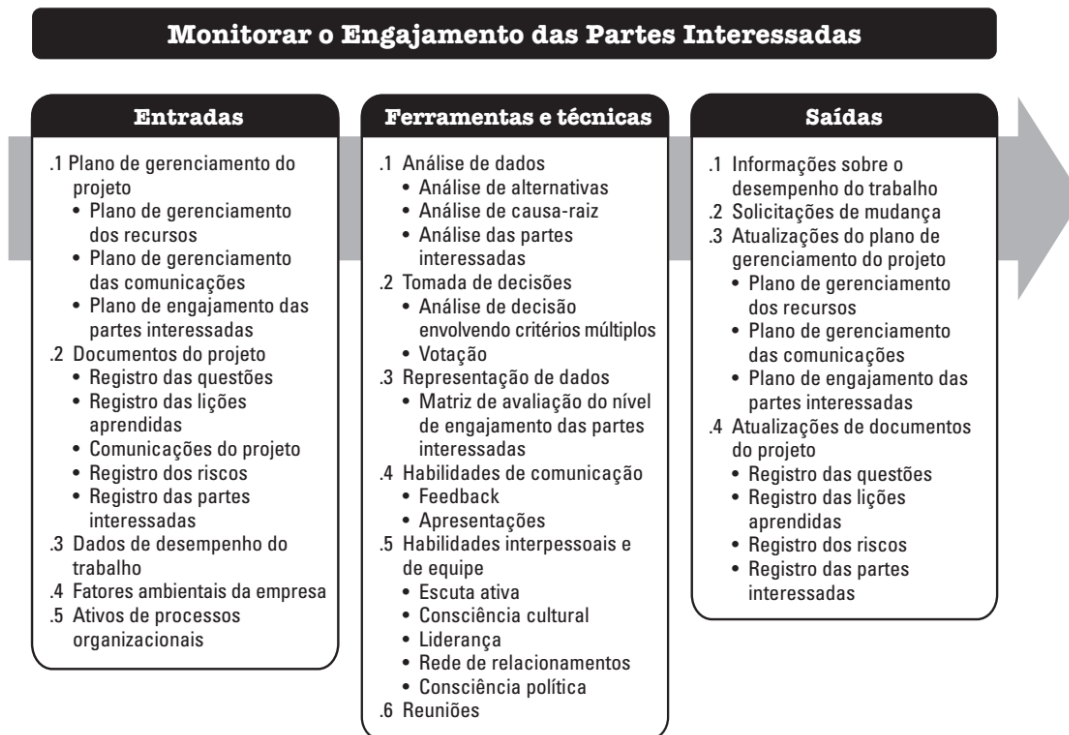 Monitorar o Engajamento das Partes Interessadas
Entradas
.1 Plano de gerenciamento do
projeto
• Plano de gerenciamento
dos recursos
• Plano de gerenciamento
das comunicações
• Plano de engajamento das
partes interessadas
.2 Documentos do projeto
• Registro das questões
• Registro das lições
aprendidas
• Comunicações do projeto
• Registro dos riscos
• Registro das partes
interessadas
.3 Dados de desempenho do
trabalho
.4 Fatores ambientais da empresa
.5 Ativos de processos
organizacionais
Ferramentas e técnicas
.1 Análise de dados
• Análise de alternativas
• Análise de causa-raiz
• Análise das partes
interessadas
.2 Tomada de decisões
• Análise de decisão
envolvendo critérios múltiplos
• Votação
.3 Representação de dados
• Matriz de avaliação do nível
de engajamento das partes
interessadas
.4 Habilidades de comunicação
• Feedback
• Apresentações
.5 Habilidades interpessoais e
de equipe
• Escuta ativa
• Consciência cultural
• Liderança
• Rede de relacionamentos
• Consciência política
.6 Reuniões
Saídas
.1 Informações sobre o
desempenho do trabalho
.2 Solicitações de mudança
.3 Atualizações do plano de
gerenciamento do projeto
• Plano de gerenciamento
dos recursos
• Plano de gerenciamento
das comunicações
• Plano de engajamento das
partes interessadas
.4 Atualizações de documentos
do projeto
• Registro das questões
• Registro das lições
aprendidas
• Registro dos riscos
• Registro das partes
interessadas